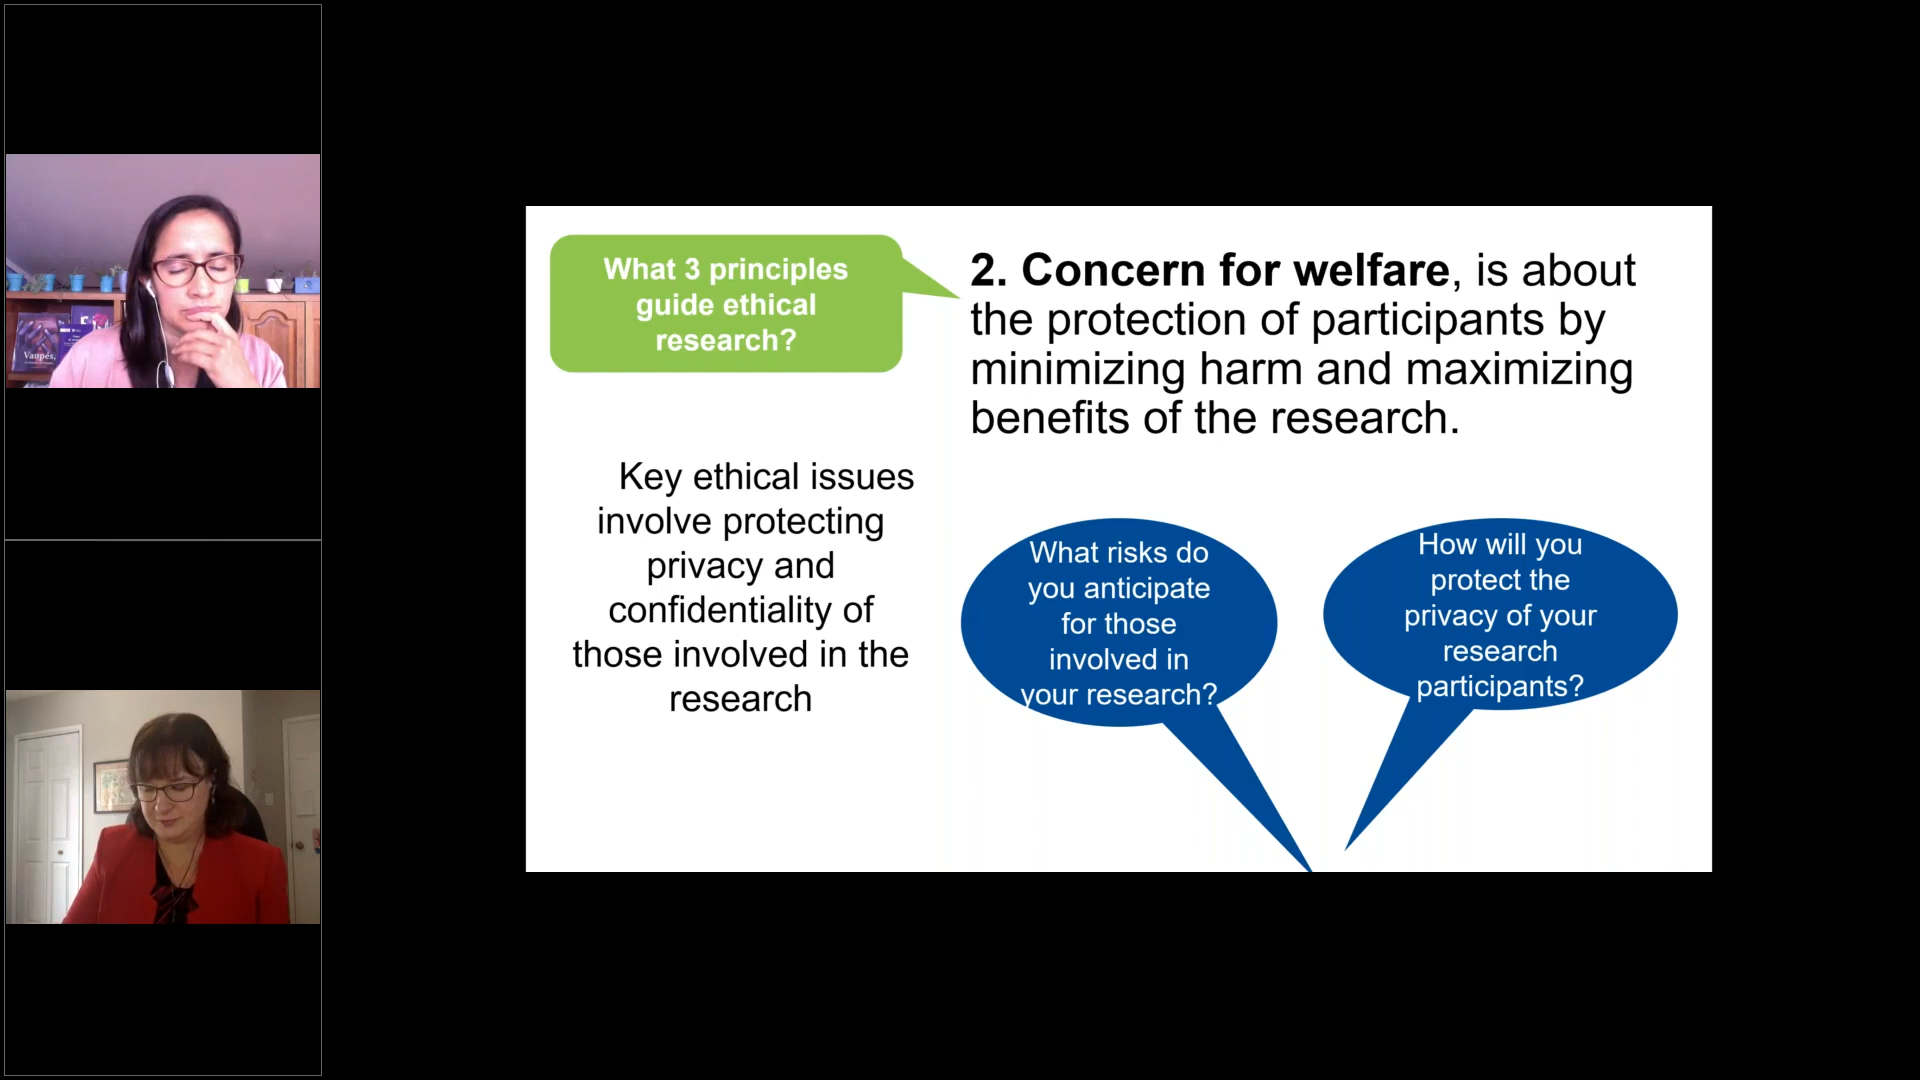 What 3 principles
guide ethical
research?
2. Concern for welfare, is about
the protection of participants by
minimizing harm and maximizing
benefits of the research.
Key ethical issues
involve protecting
privacy and
confidentiality of
those involved in the
research
What risks do
you anticipate
for those
involved in
your research?
How will you
protect the
privacy of your
research
participants?
Vaupés,